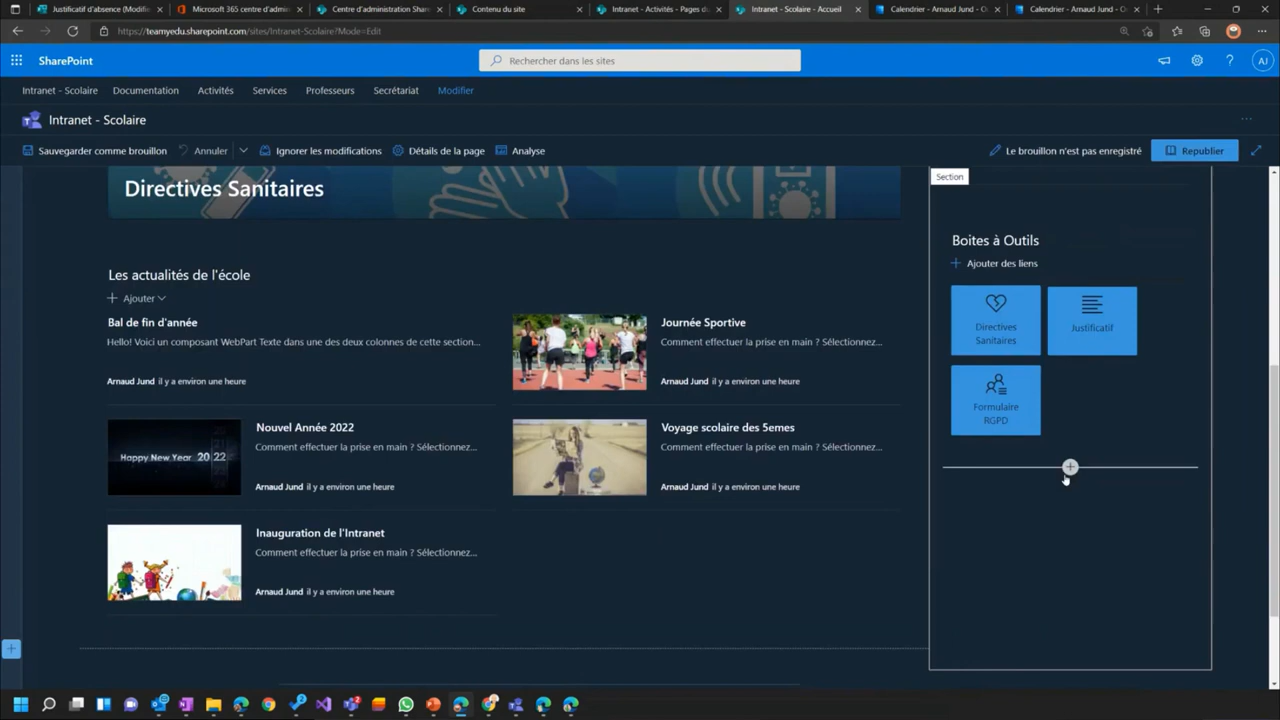 Justificatif d'absence (Modifié
Microsoft 365 centre d'admi
Centre d'administration Share
Contenu du site
Intranet - Activités - Pages du
Intranet - Scolaire - Accueil
Calendrier - Arnaud Jund - O
Calendrier - Arnaud Jund - O
https://teamyedu.sharepoint.com/sites/Intranet-Scolaire?Mode=Edit
SharePoint
Rechercher dans les sites
AJ
Intranet - Scolaire
Documentation
Activités
Services
Professeurs
Secrétariat
Modifier
Intranet - Scolaire
Sauvegarder comme brouillon
Annuler
Ignorer les modifications
Détails de la page
Analyse
Le brouillon n'est pas enregistré
Republier
Directives Sanitaires
Section
Boites à Outils
Ajouter des liens
Directives
Sanitaires
Justificatif
Formulaire
RGPD
Les actualités de l'école
Ajouter
Bal de fin d'année
Hello! Voici un composant WebPart Texte dans une des deux colonnes de cette section...
Arnaud Jund il y a environ une heure
Journée Sportive
Comment effectuer la prise en main ? Sélectionnez...
Arnaud Jund il y a environ une heure
Happy New Year 2022
Nouvel Année 2022
Comment effectuer la prise en main ? Sélectionnez...
Arnaud Jund il y a environ une heure
Voyage scolaire des 5emes
Comment effectuer la prise en main ? Sélectionnez...
Arnaud Jund il y a environ une heure
Inauguration de l'Intranet
Comment effectuer la prise en main ? Sélectionnez...
Arnaud Jund il y a environ une heure